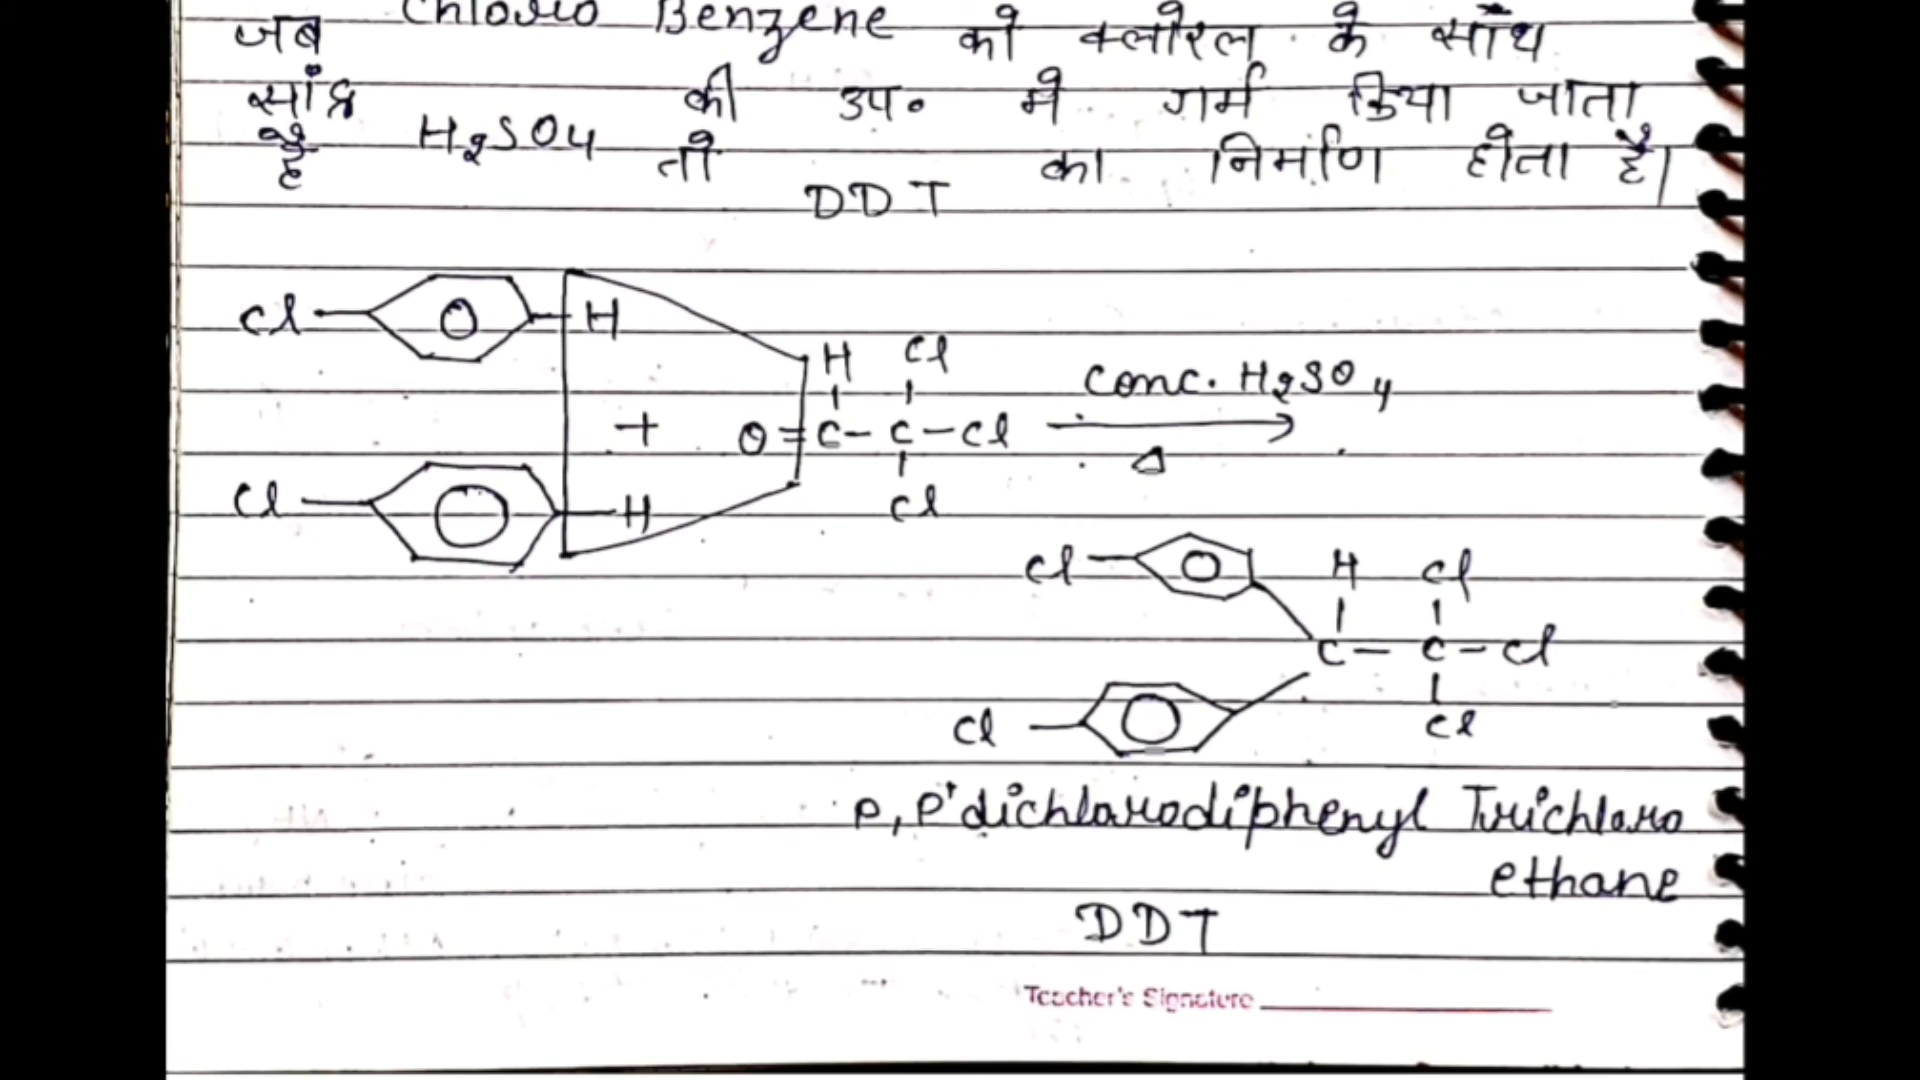 जब Chloro Benzene को क्लोरल के साथ
सांद्र H2SO4 की उप० में गर्म किया जाता
है तो DDT का निर्माण होता है।
Cl H
H Cl
+ O=C-C-Cl conc. H2SO4
Δ
Cl H Cl
Cl H Cl
C-C-Cl
Cl Cl
p,p'dichlorodiphenyl Trichloro
ethane
DDT
Teacher's Signature